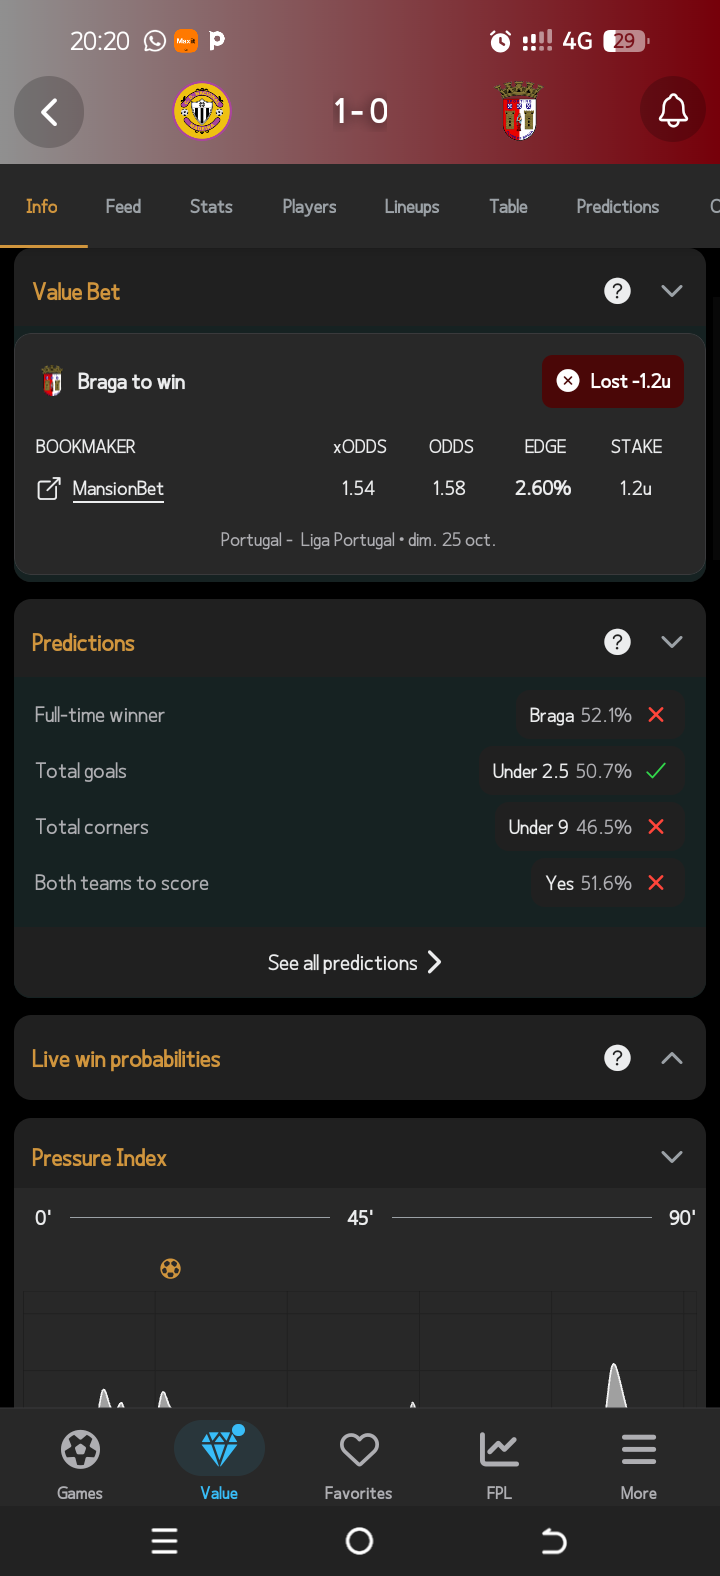 20:20 4G 29
1 - 0
Info Feed Stats Players Lineups Table Predictions
Value Bet ?
Braga to win Lost -1.2u
BOOKMAKER xODDS ODDS EDGE STAKE
MansionBet 1.54 1.58 2.60% 1.2u
Portugal - Liga Portugal • dim. 25 oct.
Predictions ?
Full-time winner Braga 52.1%
Total goals Under 2.5 50.7%
Total corners Under 9 46.5%
Both teams to score Yes 51.6%
See all predictions
Live win probabilities ?
Pressure Index
0' 45' 90'
Games Value Favorites FPL More